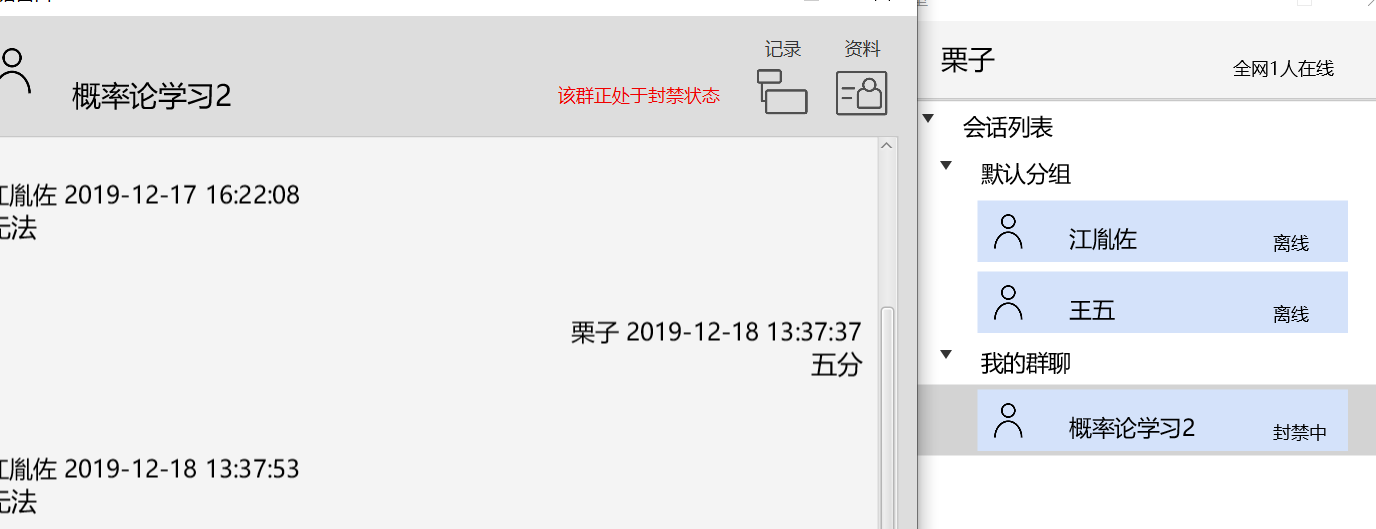 记录
资料
概率论学习2
该群正处于封禁状态
江胤佐 2019-12-17 16:22:08
无法
栗子 2019-12-18 13:37:37
五分
江胤佐 2019-12-18 13:37:53
无法
栗子
全网1人在线
会话列表
默认分组
江胤佐
离线
王五
离线
我的群聊
概率论学习2
封禁中